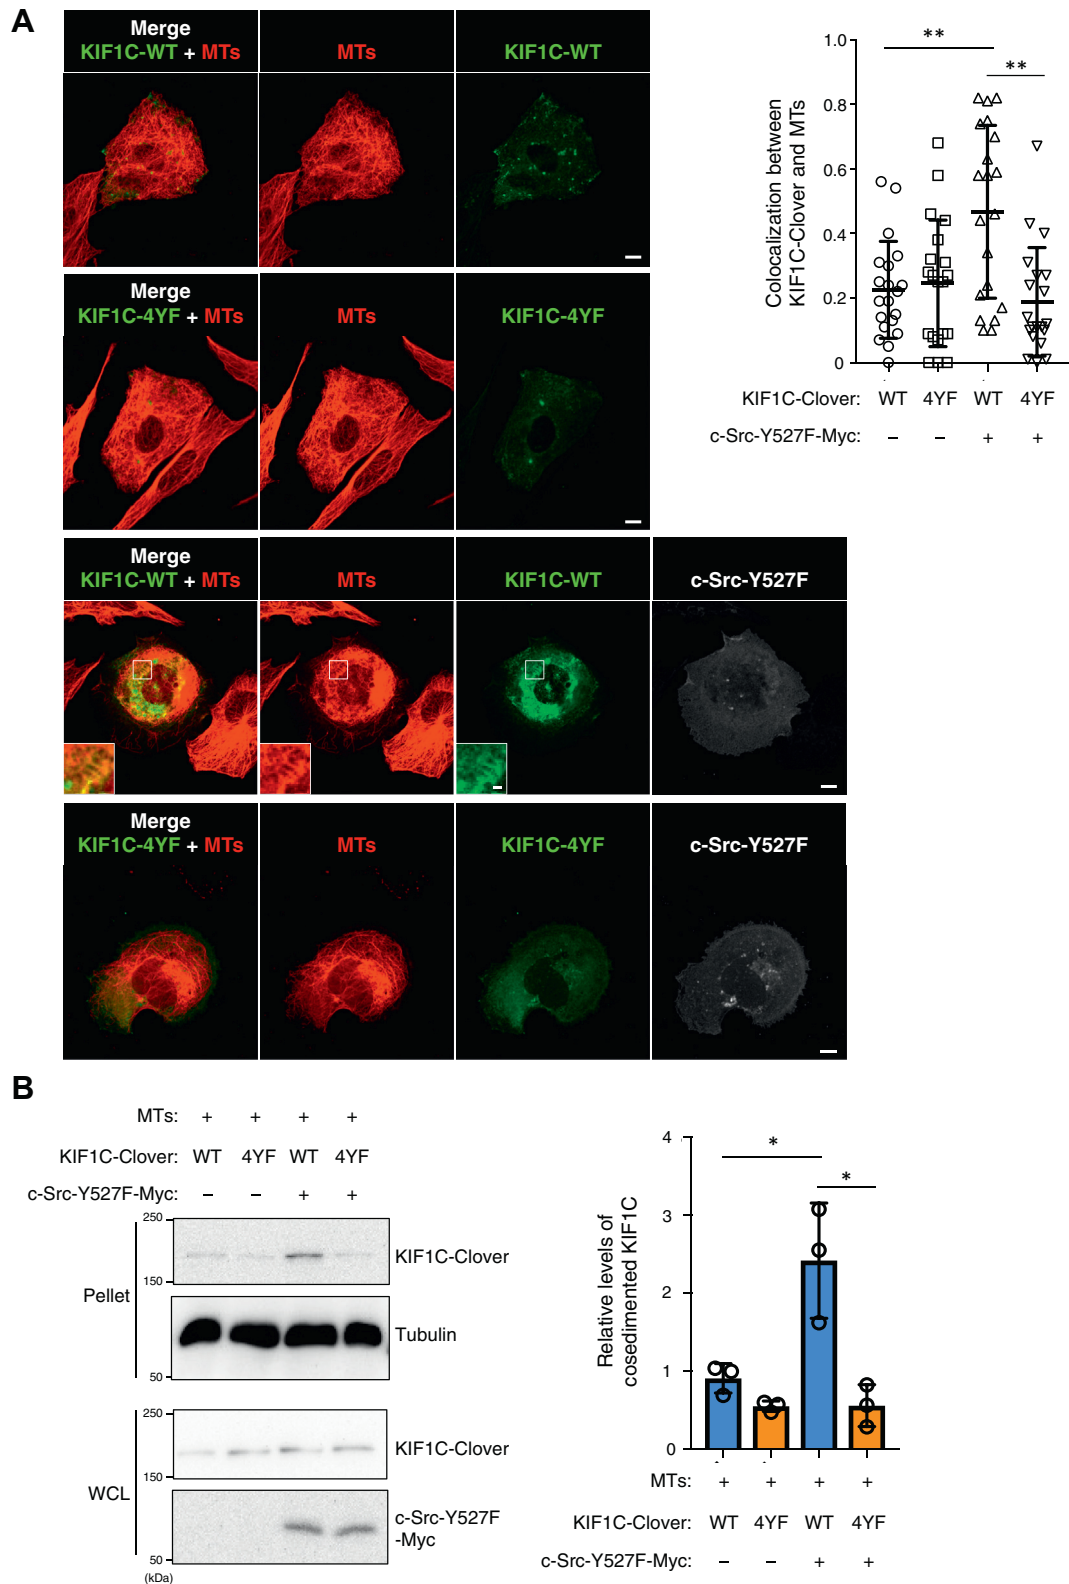 A
Merge
KIF1C-WT + MTs
MTs
KIF1C-WT
Merge
KIF1C-4YF + MTs
MTs
KIF1C-4YF
Merge
KIF1C-WT + MTs
MTs
KIF1C-WT
c-Src-Y527F
Merge
KIF1C-4YF + MTs
MTs
KIF1C-4YF
c-Src-Y527F
Colocalization between
KIF1C-Clover and MTs
1.0
0.8
0.6
0.4
0.2
0
**
**
KIF1C-Clover: WT 4YF WT 4YF
c-Src-Y527F-Myc: – – + +
B
MTs: + + + +
KIF1C-Clover: WT 4YF WT 4YF
c-Src-Y527F-Myc: – – + +
Pellet
250
150
KIF1C-Clover
Tubulin
50
WCL
250
150
KIF1C-Clover
c-Src-Y527F
-Myc
50
(kDa)
Relative levels of
cosedimented KIF1C
4
3
2
1
0
*
*
MTs: + + + +
KIF1C-Clover: WT 4YF WT 4YF
c-Src-Y527F-Myc: – – + +